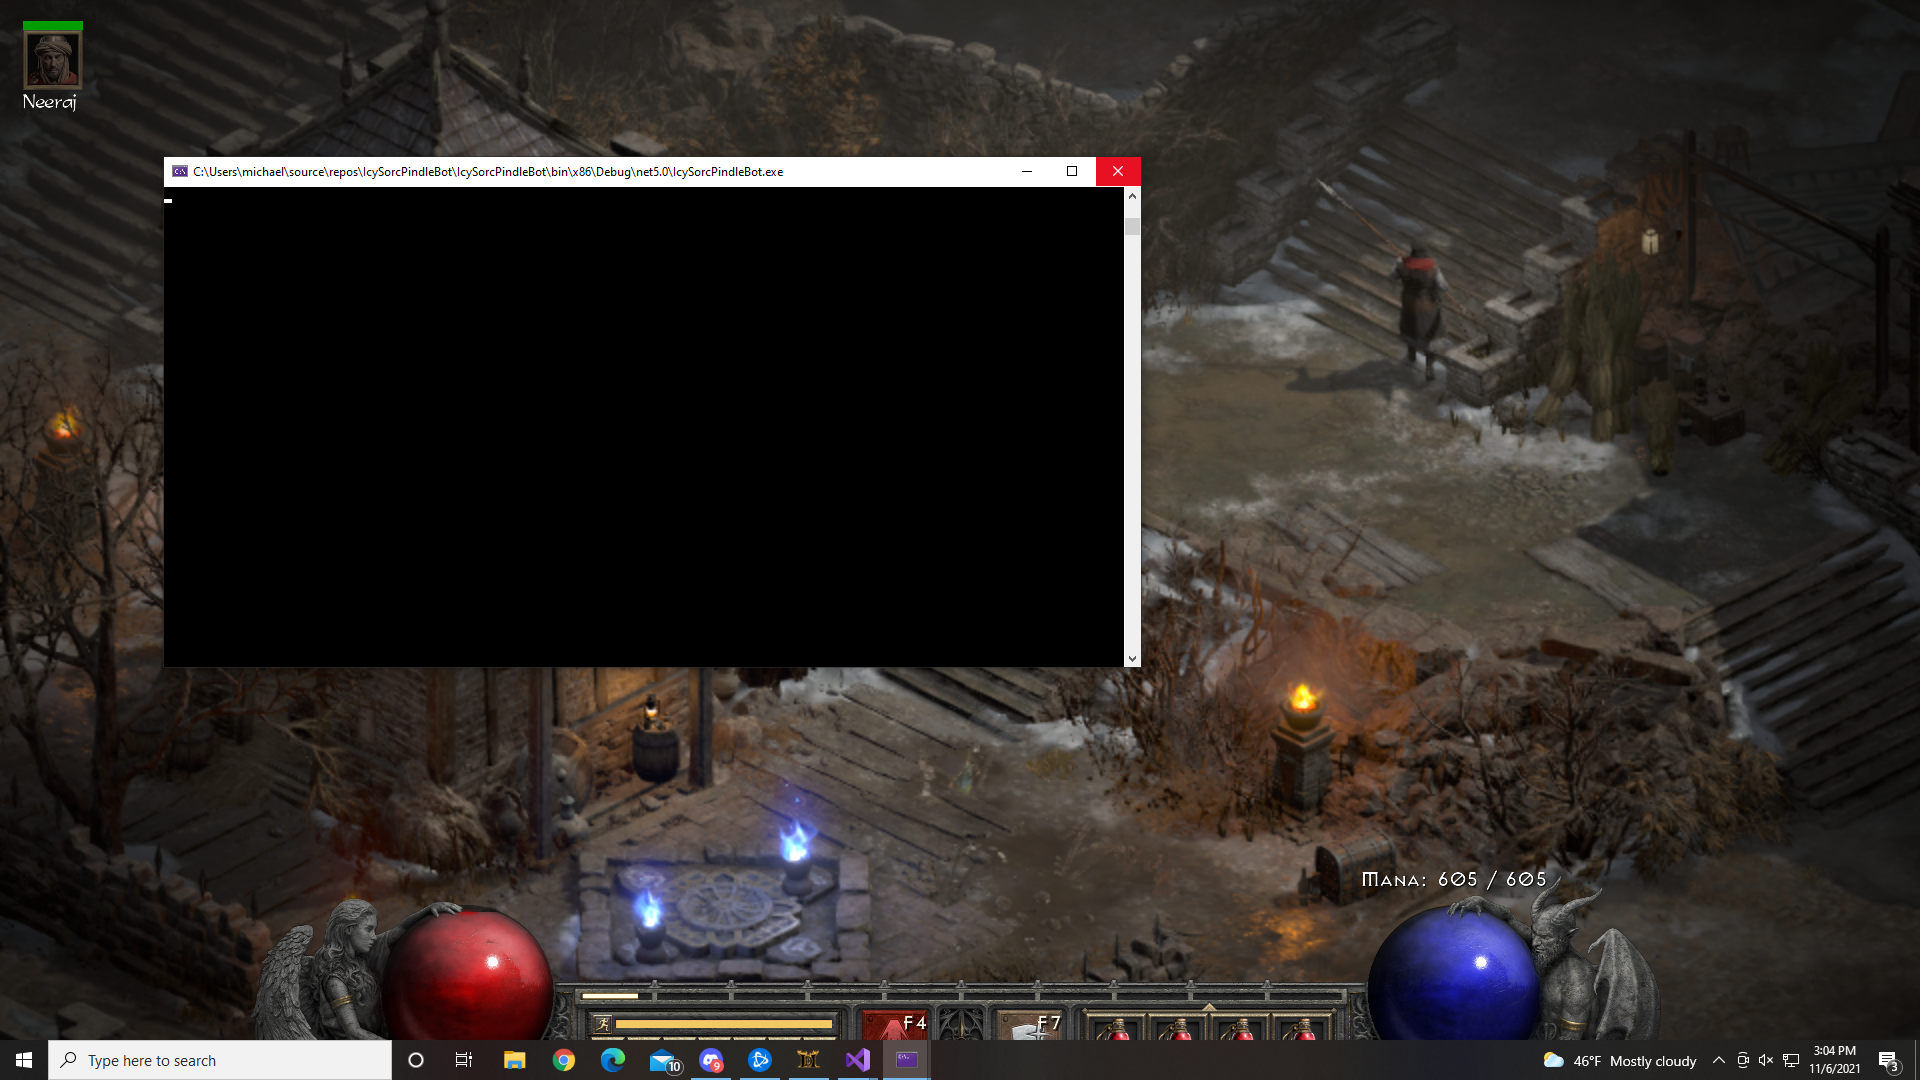 Neeraj
C:\Users\michael\source\repos\IcySorcPindleBot\IcySorcPindleBot\bin\x86\Debug\net5.0\IcySorcPindleBot.exe
Mana: 605 / 605
F4
F7
Type here to search
10
9
46°F Mostly cloudy
3:04 PM
11/6/2021
3